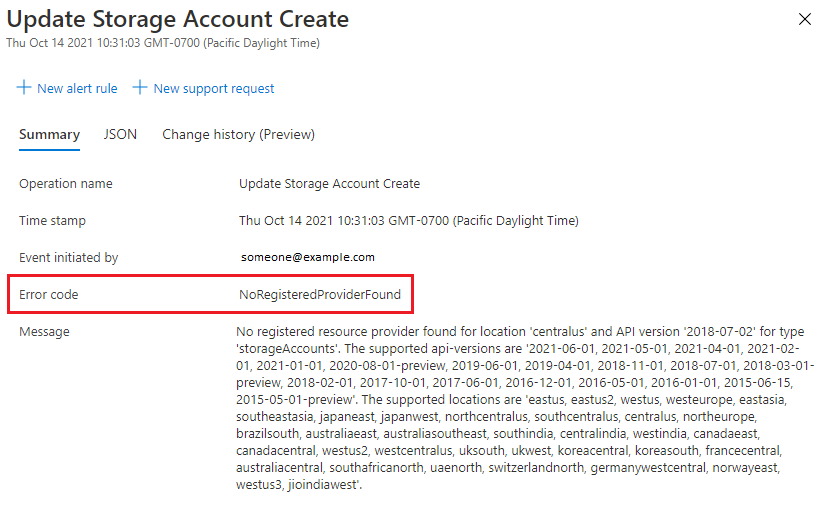 Update Storage Account Create
Thu Oct 14 2021 10:31:03 GMT-0700 (Pacific Daylight Time)
New alert rule New support request
Summary JSON Change history (Preview)
Operation name Update Storage Account Create
Time stamp Thu Oct 14 2021 10:31:03 GMT-0700 (Pacific Daylight Time)
Event initiated by someone@example.com
Error code NoRegisteredProviderFound
Message No registered resource provider found for location 'centralus' and API version '2018-07-02' for type
'storageAccounts'. The supported api-versions are '2021-06-01, 2021-05-01, 2021-04-01, 2021-02-
01, 2021-01-01, 2020-08-01-preview, 2019-06-01, 2019-04-01, 2018-11-01, 2018-07-01, 2018-03-01-
preview, 2018-02-01, 2017-10-01, 2017-06-01, 2016-12-01, 2016-05-01, 2016-01-01, 2015-06-15,
2015-05-01-preview'. The supported locations are 'eastus, eastus2, westus, westeurope, eastasia,
southeastasia, japaneast, japanwest, northcentralus, southcentralus, centralus, northeurope,
brazilsouth, australiaeast, australiasoutheast, southindia, centralindia, westindia, canadaeast,
canadacentral, westus2, westcentralus, uksouth, ukwest, koreacentral, koreasouth, francecentral,
australiacentral, southafricanorth, uaenorth, switzerlandnorth, germanywestcentral, norwayeast,
westus3, jioindiawest'.